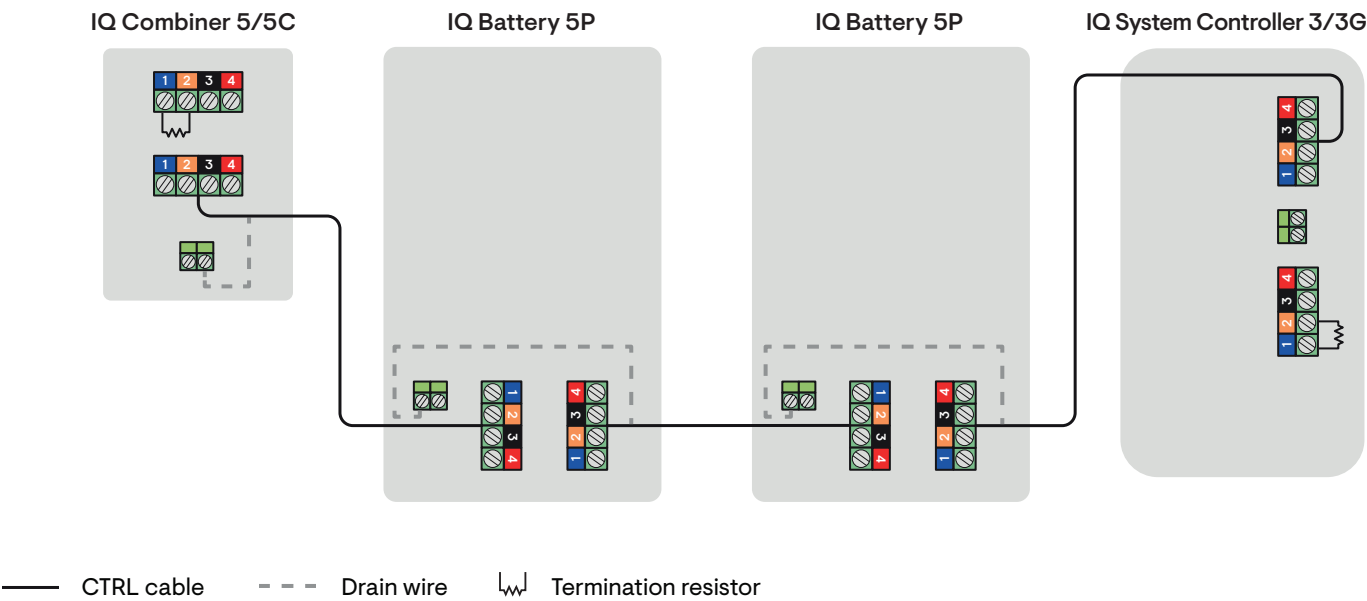 IQ Combiner 5/5C
IQ Battery 5P
IQ Battery 5P
IQ System Controller 3/3G
1 2 3 4
1 2 3 4
1
2
3
4
4
3
2
1
1
2
3
4
4
3
2
1
4
3
2
1
4
3
2
1
CTRL cable
Drain wire
Termination resistor